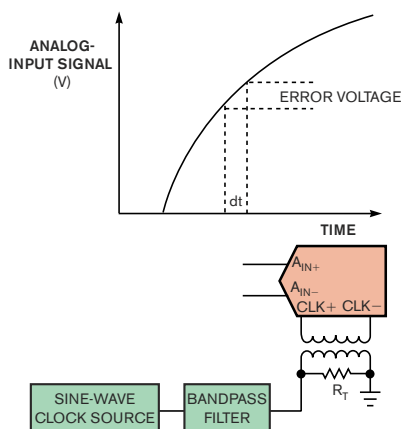 ANALOG-
INPUT SIGNAL
(V)
ERROR VOLTAGE
dt
TIME
AIN+
AIN−
CLK+ CLK−
RT
SINE-WAVE
CLOCK SOURCE
BANDPASS
FILTER